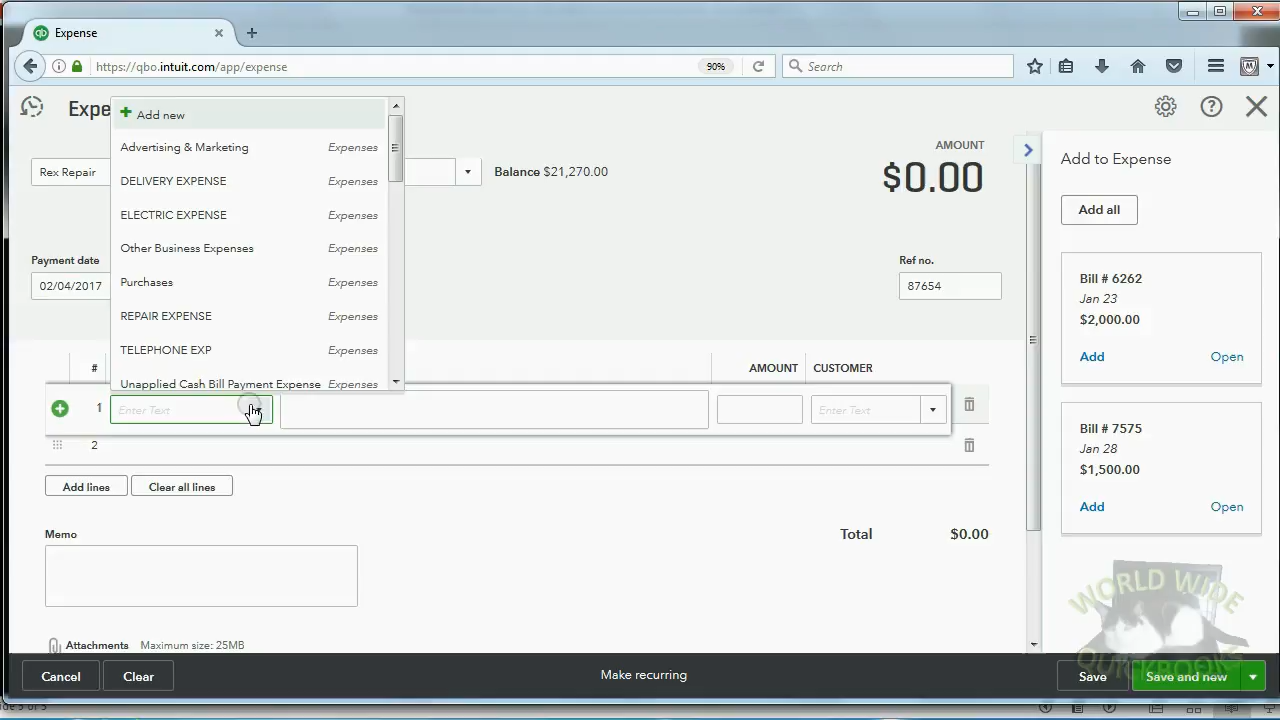 qb Expense
https://qbo.intuit.com/app/expense 90% Search
Expe
Add new
Advertising & Marketing Expenses
DELIVERY EXPENSE Expenses
ELECTRIC EXPENSE Expenses
Other Business Expenses Expenses
Purchases Expenses
REPAIR EXPENSE Expenses
TELEPHONE EXP Expenses
Unapplied Cash Bill Payment Expense Expenses
Rex Repair
Balance $21,270.00
AMOUNT
$0.00
Payment date
02/04/2017
Ref no.
87654
# AMOUNT CUSTOMER
1 Enter Text Enter Text
2
Add lines Clear all lines
Memo
Total $0.00
Attachments Maximum size: 25MB
Add to Expense
Add all
Bill # 6262
Jan 23
$2,000.00
Add Open
Bill # 7575
Jan 28
$1,500.00
Add Open
WORLD WIDE
QUICKBOOKS
Cancel Clear Make recurring Save Save and new